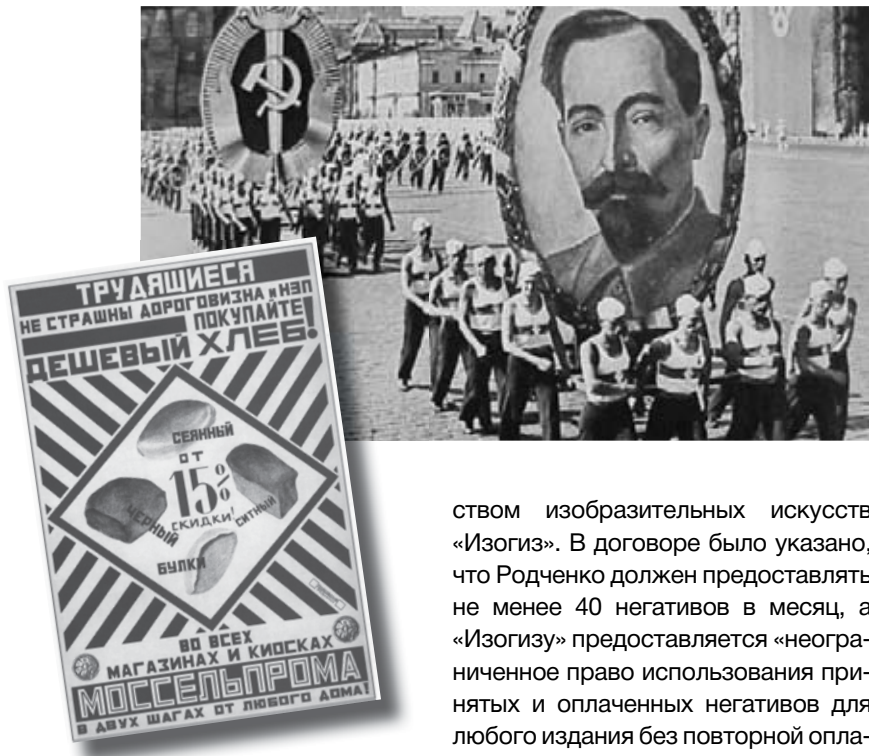 ТРУДЯЩИЕСЯ
НЕ СТРАШНЫ ДОРОГОВИЗНА и НЭП
ПОКУПАЙТЕ
ДЕШЕВЫЙ ХЛЕБ!
СЕЯННЫЙ
ОТ
15%
СКИДКИ!
ЧЕРНЫЙ
СИТНЫЙ
БУЛКИ
ВО ВСЕХ
МАГАЗИНАХ И КИОСКАХ
МОССЕЛЬПРОМА
В ДВУХ ШАГАХ ОТ ЛЮБОГО ДОМА!
ством изобразительных искусств
«Изогиз». В договоре было указано,
что Родченко должен предоставлять
не менее 40 негативов в месяц, а
«Изогизу» предоставляется «неогра-
ниченное право использования при-
нятых и оплаченных негативов для
любого издания без повторной опла-